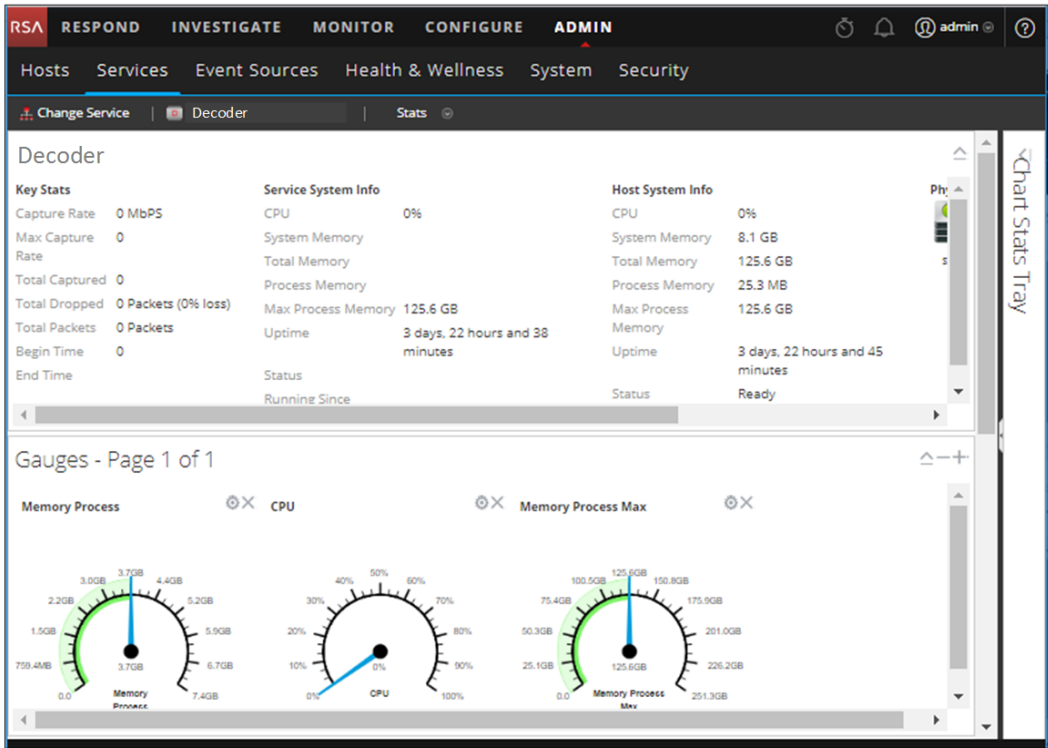 RSA RESPOND INVESTIGATE MONITOR CONFIGURE ADMIN admin
Hosts Services Event Sources Health & Wellness System Security
Change Service | Decoder | Stats
Decoder
Key Stats
Capture Rate 0 MbPS
Max Capture Rate 0
Total Captured 0
Total Dropped 0 Packets (0% loss)
Total Packets 0 Packets
Begin Time 0
End Time
Service System Info
CPU 0%
System Memory
Total Memory
Process Memory
Max Process Memory 125.6 GB
Uptime 3 days, 22 hours and 38
minutes
Status
Running Since
Host System Info
CPU 0%
System Memory 8.1 GB
Total Memory 125.6 GB
Process Memory 25.3 MB
Max Process Memory 125.6 GB
Uptime 3 days, 22 hours and 45
minutes
Status Ready
Phy
s
Chart Stats Tray
Gauges - Page 1 of 1
Memory Process
0.0
759.4MB
1.5GB
2.2GB
3.0GB
3.7GB
4.4GB
5.2GB
5.9GB
6.7GB
7.4GB
3.7GB
Memory
Process
CPU
0%
10%
20%
30%
40%
50%
60%
70%
80%
90%
100%
0%
CPU
Memory Process Max
0.0
25.1GB
50.3GB
75.4GB
100.5GB
125.6GB
150.8GB
175.9GB
201.0GB
226.2GB
251.3GB
125.6GB
Memory Process
Max